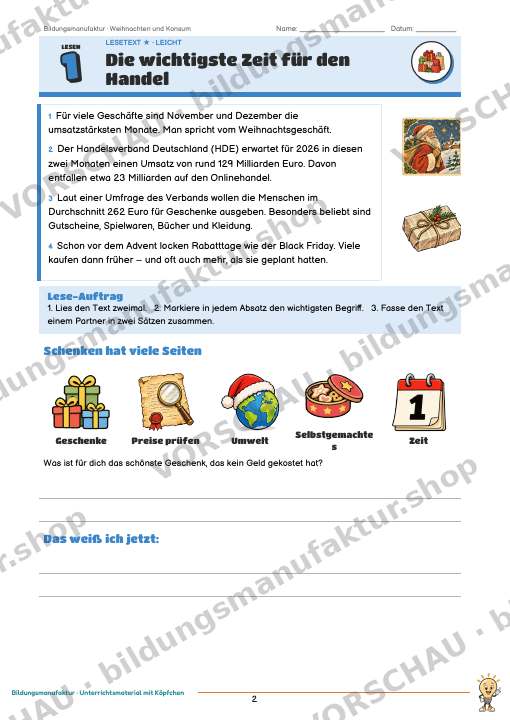 Bildungsmanufaktur · Weihnachten und Konsum Name: Datum:
LESEN
1
LESETEXT ★ · LEICHT
Die wichtigste Zeit für den
Handel
1 Für viele Geschäfte sind November und Dezember die
umsatzstärksten Monate. Man spricht vom Weihnachtsgeschäft.
2 Der Handelsverband Deutschland (HDE) erwartet für 2026 in diesen
zwei Monaten einen Umsatz von rund 129 Milliarden Euro. Davon
entfallen etwa 23 Milliarden auf den Onlinehandel.
3 Laut einer Umfrage des Verbands wollen die Menschen im
Durchschnitt 262 Euro für Geschenke ausgeben. Besonders beliebt sind
Gutscheine, Spielwaren, Bücher und Kleidung.
4 Schon vor dem Advent locken Rabatttage wie der Black Friday. Viele
kaufen dann früher – und oft auch mehr, als sie geplant hatten.
Lese-Auftrag
1. Lies den Text zweimal. 2. Markiere in jedem Absatz den wichtigsten Begriff. 3. Fasse den Text
einem Partner in zwei Sätzen zusammen.
Schenken hat viele Seiten
1
Geschenke Preise prüfen Umwelt Selbstgemachte
s Zeit
Was ist für dich das schönste Geschenk, das kein Geld gekostet hat?
Das weiß ich jetzt:
Bildungsmanufaktur · Unterrichtsmaterial mit Köpfchen
2
VORSCHAU · bildungsmanufaktur.shop